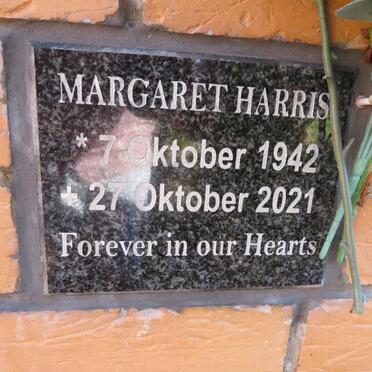 MARGARET HARRIS
* 7 Oktober 1942
+ 27 Oktober 2021
Forever in our Hearts